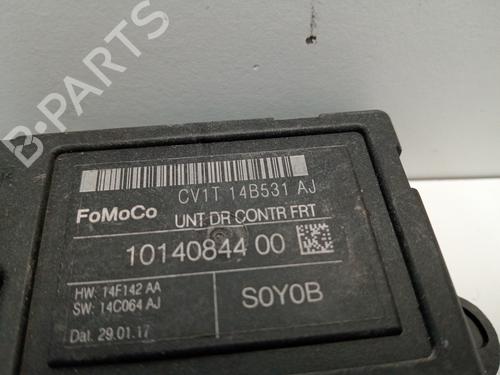 B-PARTS
CV1T 14B531 AJ
FoMoCo
UNT DR CONTR FRT
10140844 00
HW: 14F142 AA
SW: 14C064 AJ
S0Y0B
Dat. 29.01.17